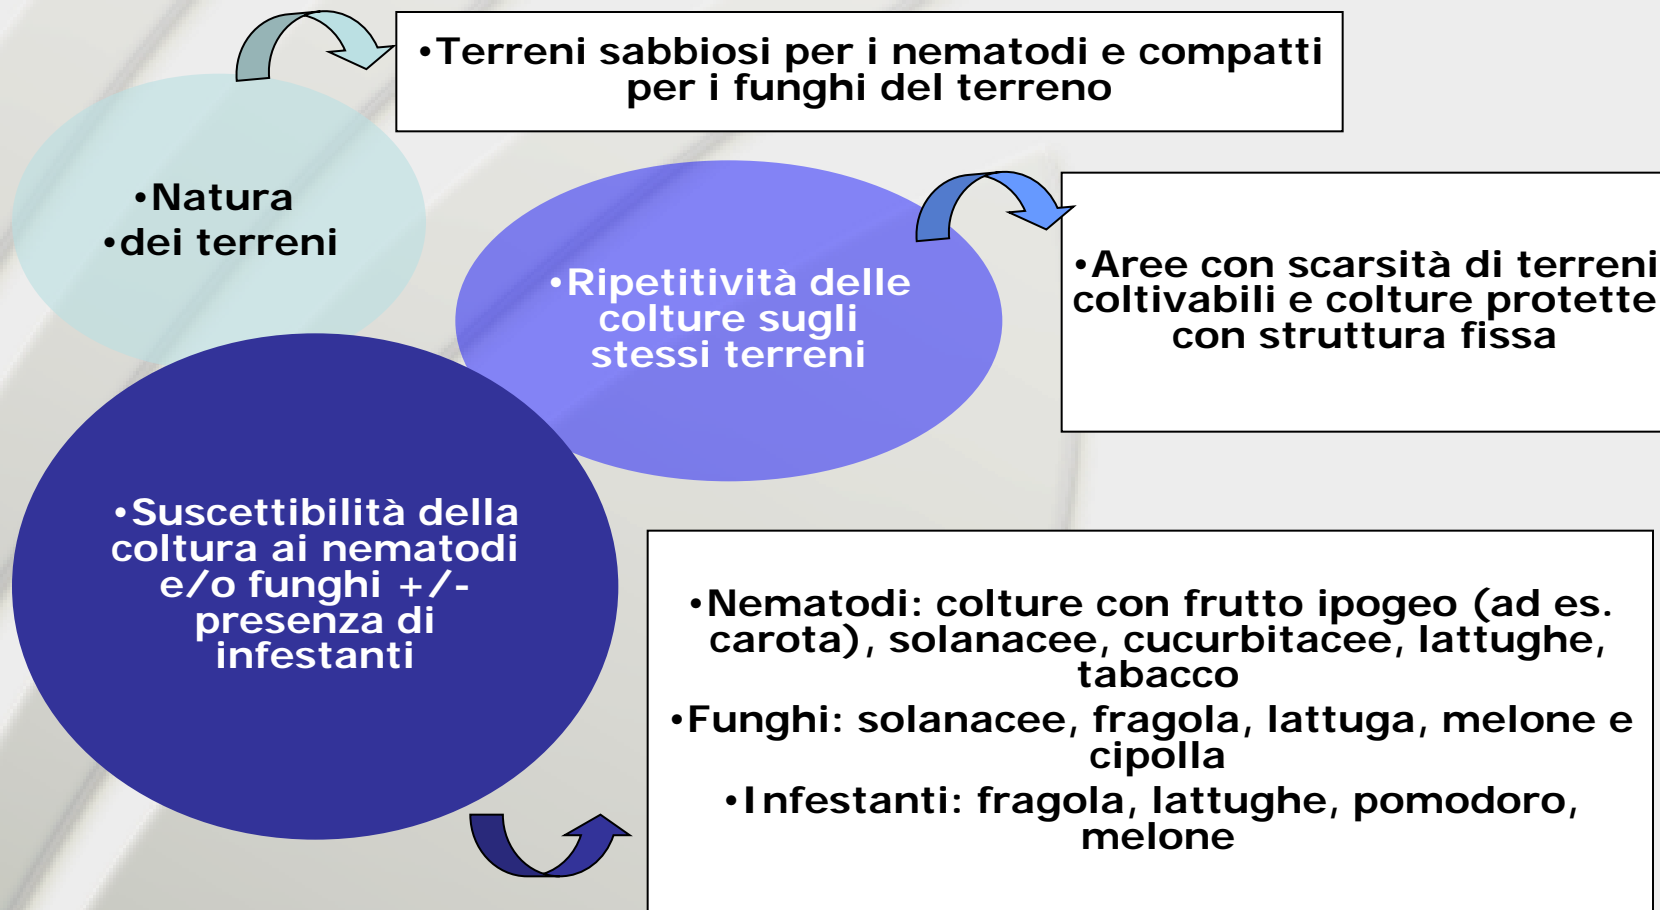 •Terreni sabbiosi per i nematodi e compatti
per i funghi del terreno
•Natura
•dei terreni
•Ripetitività delle
colture sugli
stessi terreni
•Aree con scarsità di terreni
coltivabili e colture protette
con struttura fissa
•Suscettibilità della
coltura ai nematodi
e/o funghi +/-
presenza di
infestanti
•Nematodi: colture con frutto ipogeo (ad es.
carota), solanacee, cucurbitacee, lattughe,
tabacco
•Funghi: solanacee, fragola, lattuga, melone e
cipolla
•Infestanti: fragola, lattughe, pomodoro,
melone